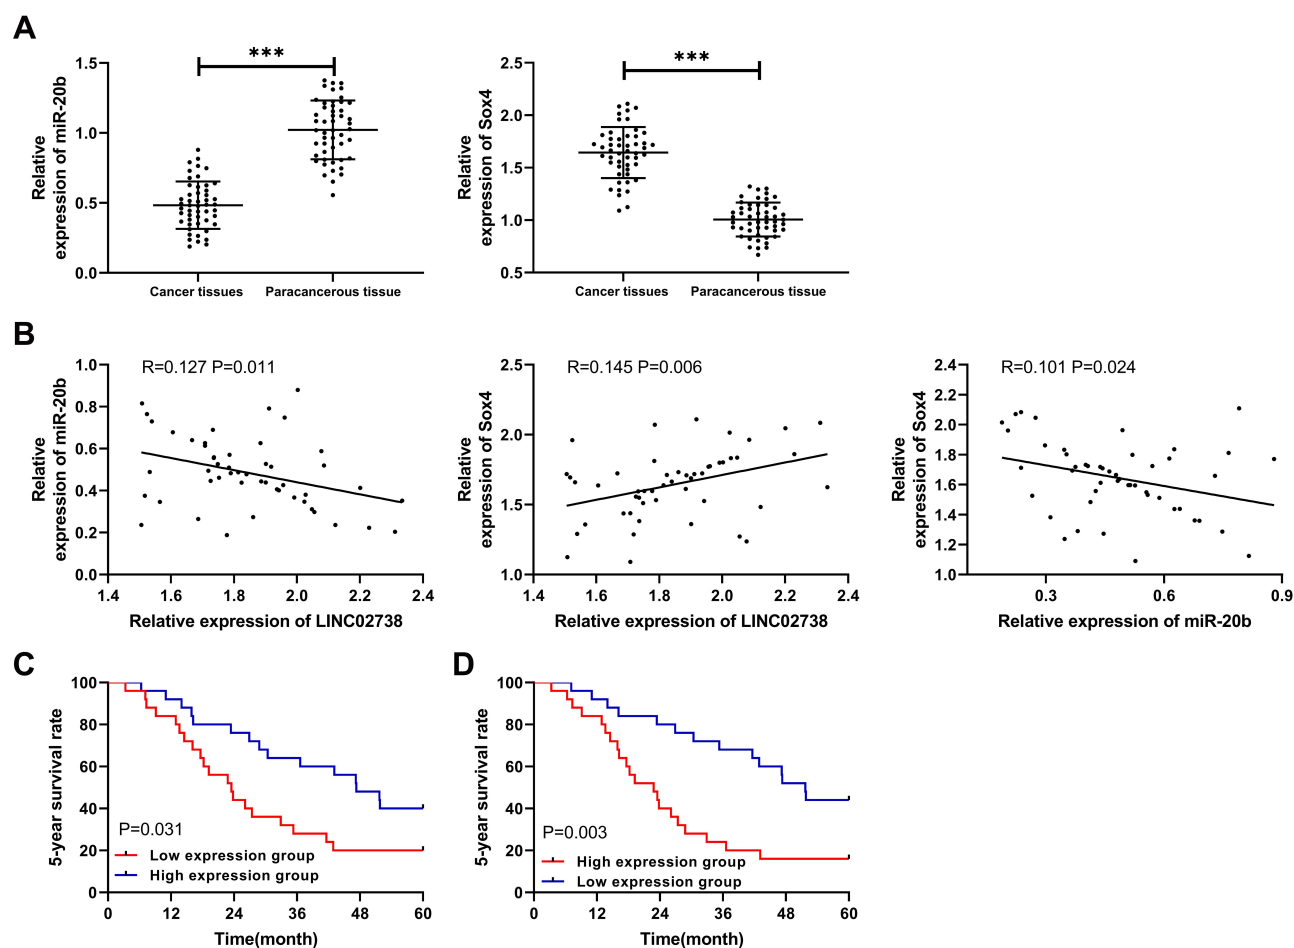 A
Relative
expression of miR-20b
1.5
1.0
0.5
0.0
***
Cancer tissues
Paracancerous tissue
Relative
expression of Sox4
2.5
2.0
1.5
1.0
0.5
***
Cancer tissues
Paracancerous tissue
B
Relative
expression of miR-20b
1.0
0.8
0.6
0.4
0.2
0.0
R=0.127 P=0.011
1.4 1.6 1.8 2.0 2.2 2.4
Relative expression of LINC02738
Relative
expression of Sox4
2.5
2.0
1.5
1.0
R=0.145 P=0.006
1.4 1.6 1.8 2.0 2.2 2.4
Relative expression of LINC02738
Relative
expression of Sox4
2.4
2.2
2.0
1.8
1.6
1.4
1.2
1.0
R=0.101 P=0.024
0.3 0.6 0.9
Relative expression of miR-20b
C
5-year survival rate
100
80
60
40
20
0
P=0.031
Low expression group
High expression group
0 12 24 36 48 60
Time(month)
D
5-year survival rate
100
80
60
40
20
0
P=0.003
High expression group
Low expression group
0 12 24 36 48 60
Time(month)